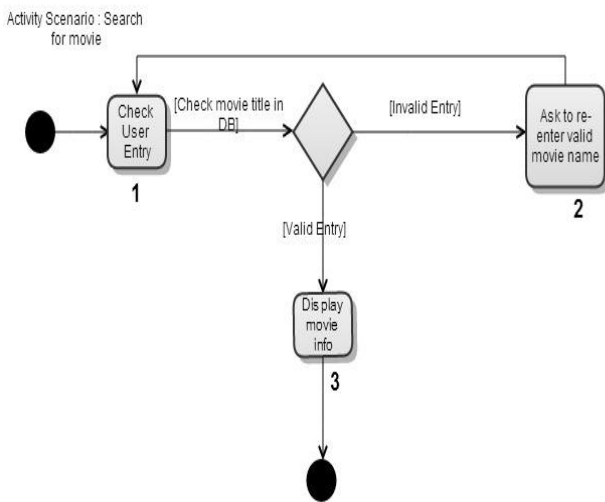 Activity Scenario : Search
for movie
Check
User
Entry
1
[Check movie title in
DB]
[Invalid Entry]
Ask to re-
enter valid
movie name
2
[Valid Entry]
Display
movie
info
3